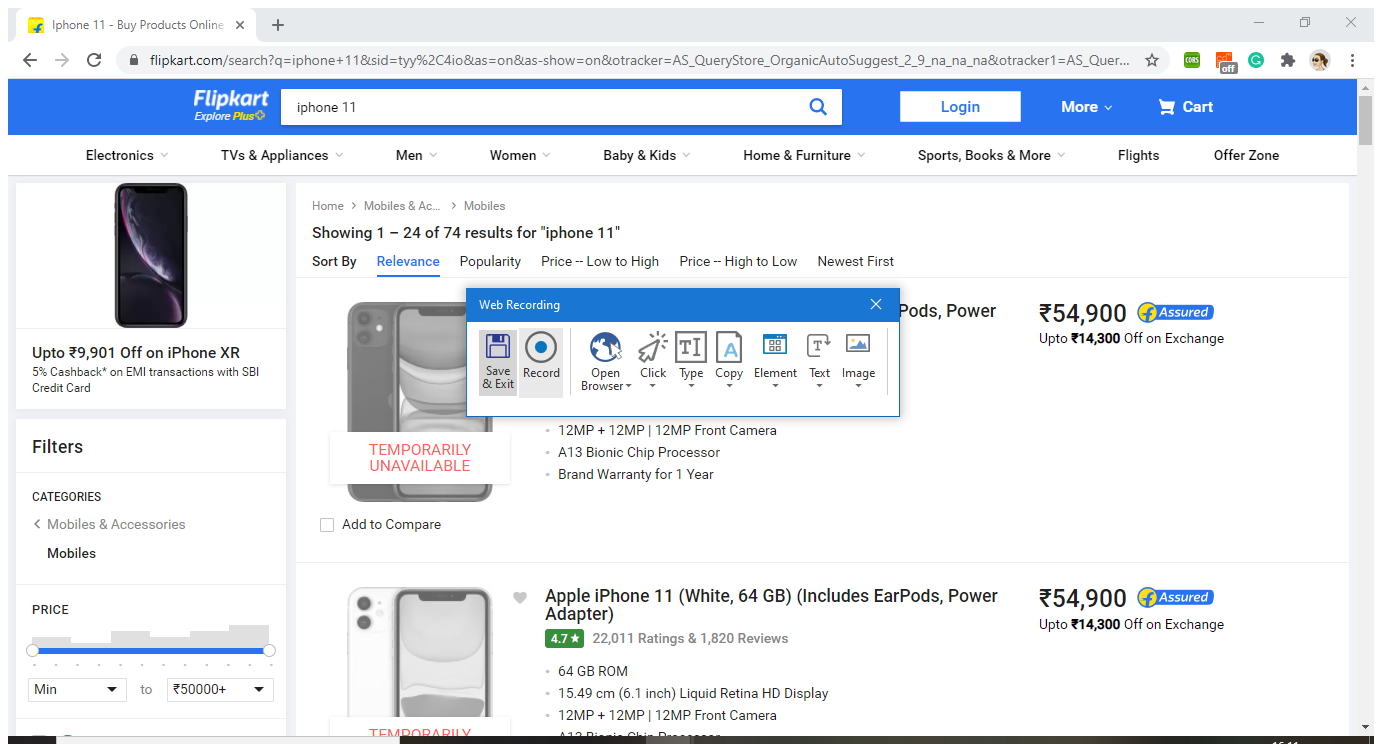 Iphone 11 - Buy Products Online
flipkart.com/search?q=iphone+11&sid=tyy%2C4io&as=on&as-show=on&otracker=AS_QueryStore_OrganicAutoSuggest_2_9_na_na_na&otracker1=AS_Quer...
CORS
off
Flipkart
Explore Plus
iphone 11
Login
More
Cart
Electronics
TVs & Appliances
Men
Women
Baby & Kids
Home & Furniture
Sports, Books & More
Flights
Offer Zone
Upto ₹9,901 Off on iPhone XR
5% Cashback* on EMI transactions with SBI
Credit Card
Filters
CATEGORIES
Mobiles & Accessories
Mobiles
PRICE
Min
to
₹50000+
Home
Mobiles & Ac...
Mobiles
Showing 1 – 24 of 74 results for "iphone 11"
Sort By
Relevance
Popularity
Price -- Low to High
Price -- High to Low
Newest First
Web Recording
Save
& Exit
Record
Open
Browser
Click
Type
Copy
Element
Text
Image
Pods, Power
₹54,900
Assured
Upto ₹14,300 Off on Exchange
12MP + 12MP | 12MP Front Camera
A13 Bionic Chip Processor
Brand Warranty for 1 Year
TEMPORARILY
UNAVAILABLE
Add to Compare
Apple iPhone 11 (White, 64 GB) (Includes EarPods, Power
Adapter)
4.7★
22,011 Ratings & 1,820 Reviews
64 GB ROM
15.49 cm (6.1 inch) Liquid Retina HD Display
12MP + 12MP | 12MP Front Camera
A13 Bionic Chip Processor
₹54,900
Assured
Upto ₹14,300 Off on Exchange
TEMPORARILY